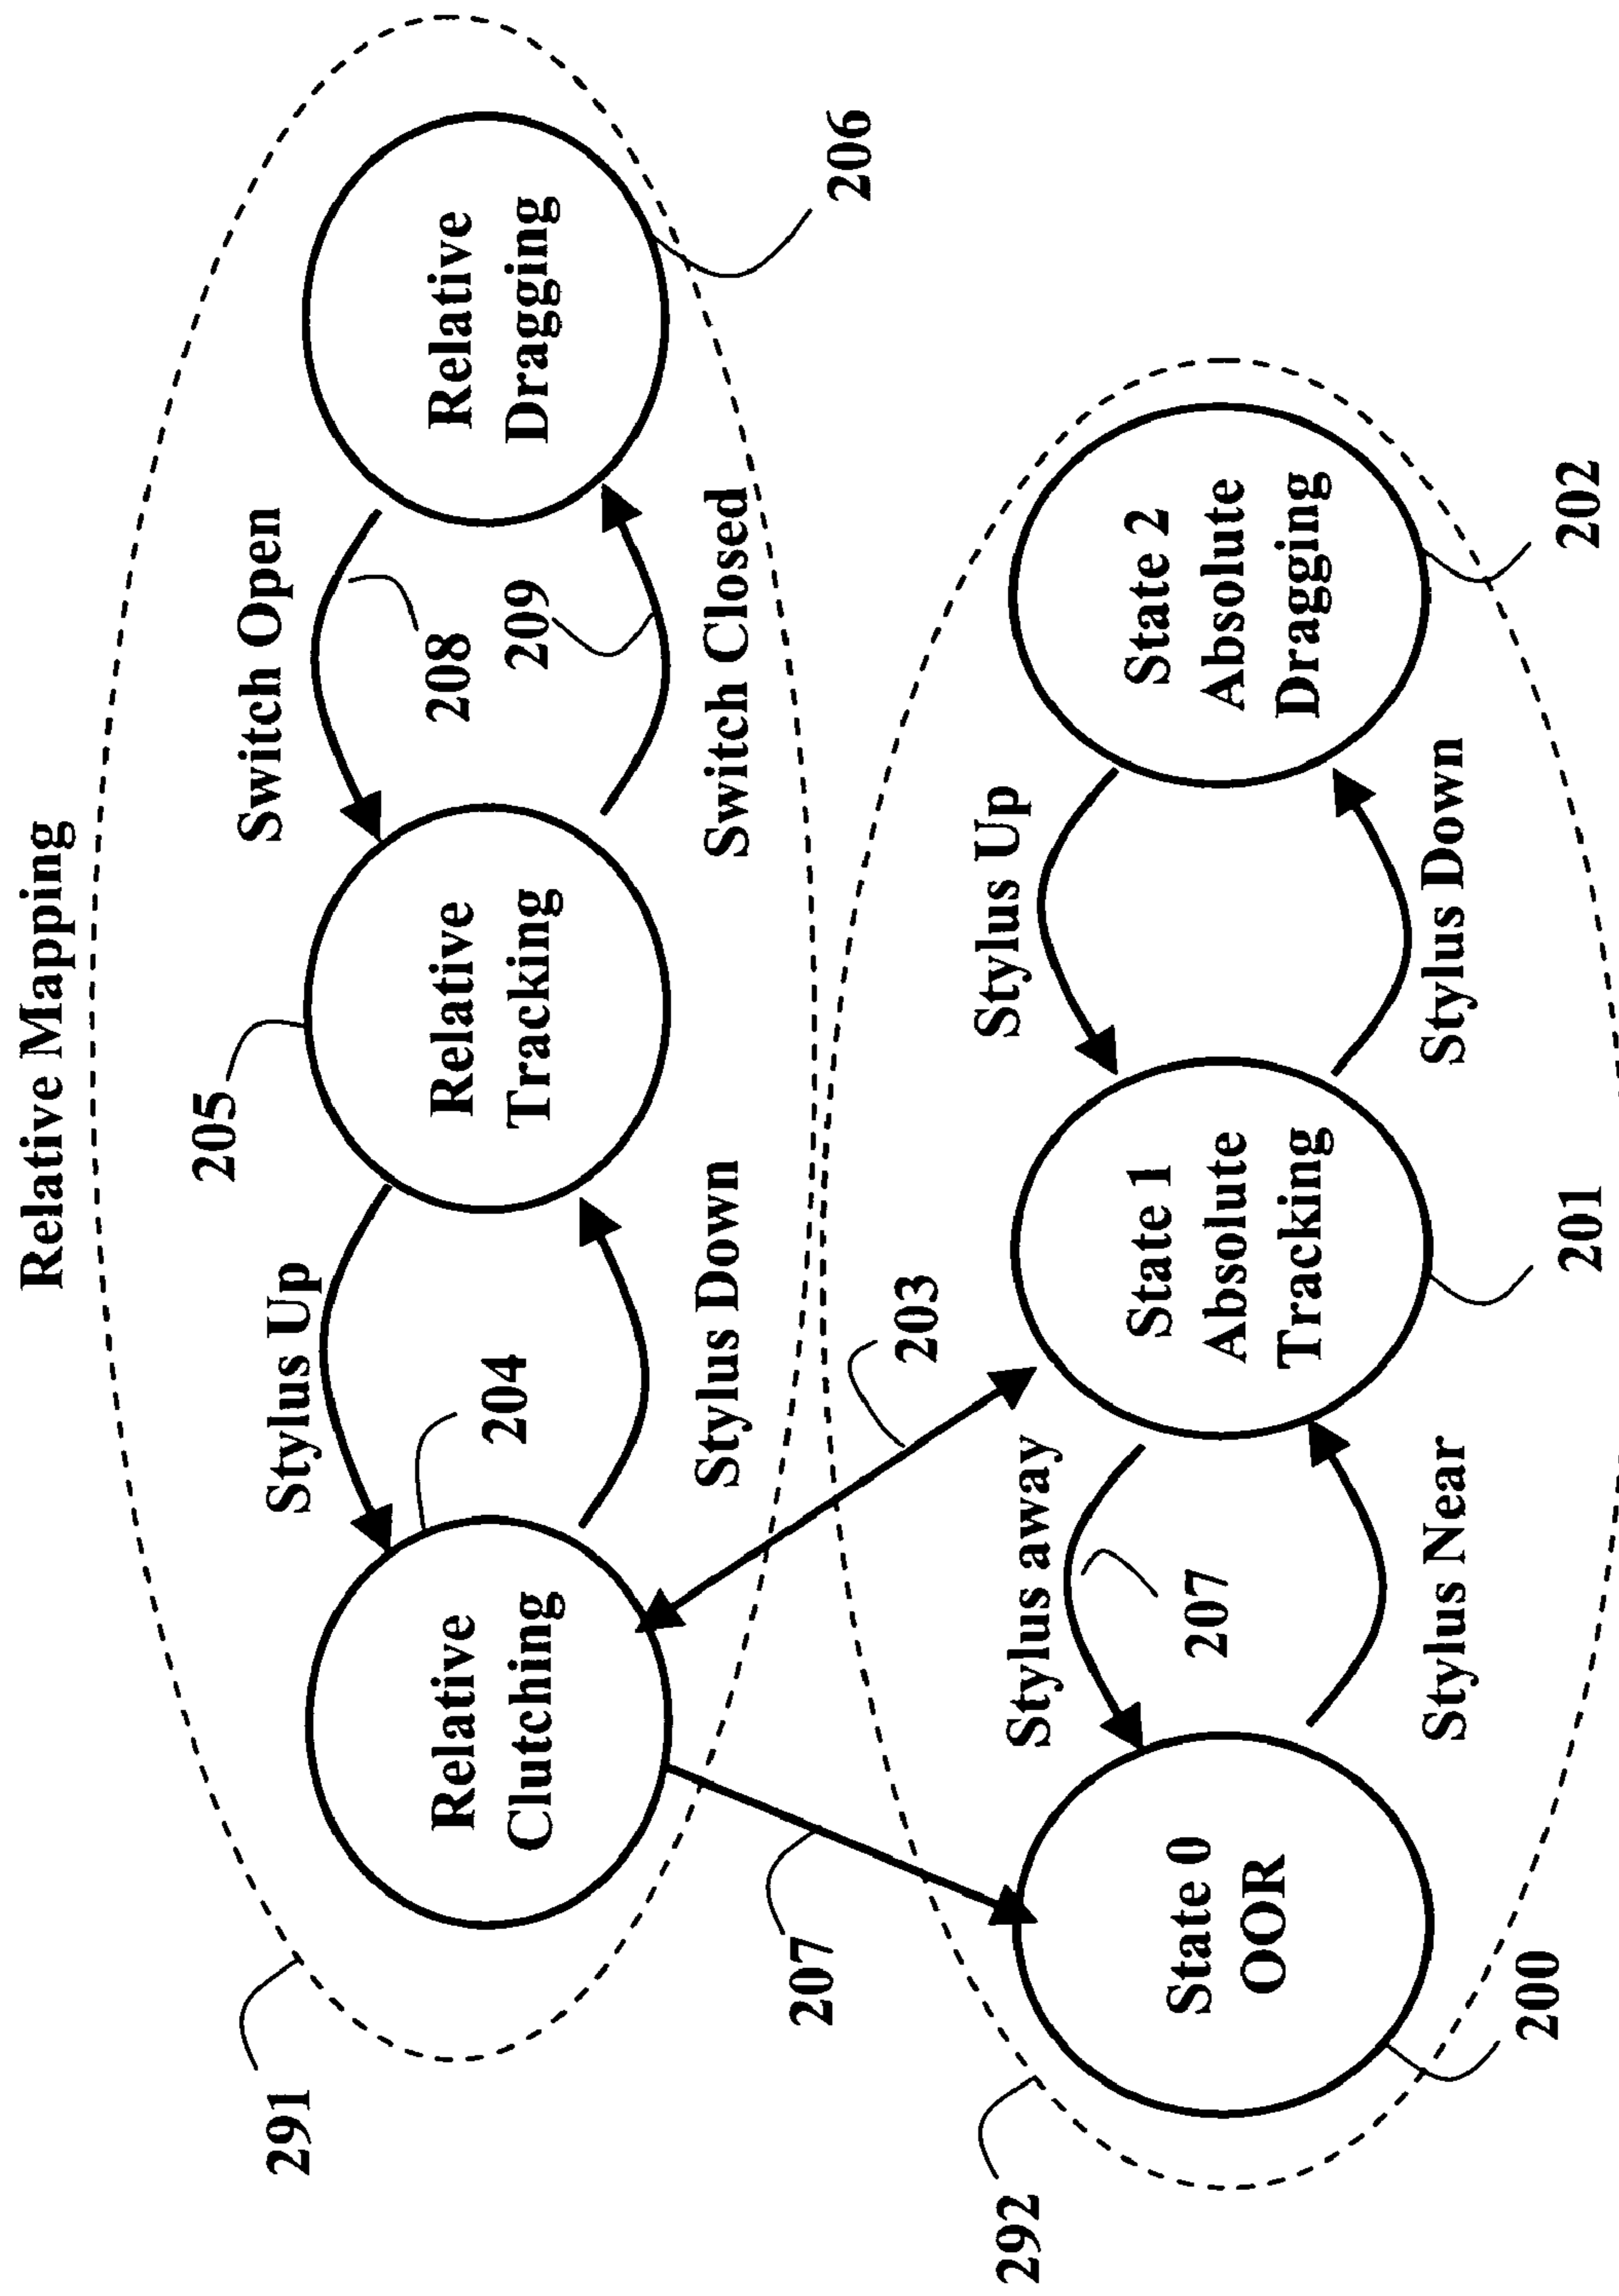 Relative Mapping
291
Stylus Up
205
Switch Open
Relative
Clutching
204
Relative
Tracking
208
209
Relative
Dragging
Stylus Down
Switch Closed
206
207
203
292
Stylus away
Stylus Up
State 0
OOR
207
State 1
Absolute
Tracking
State 2
Absolute
Dragging
Stylus Near
Stylus Down
200
201
202